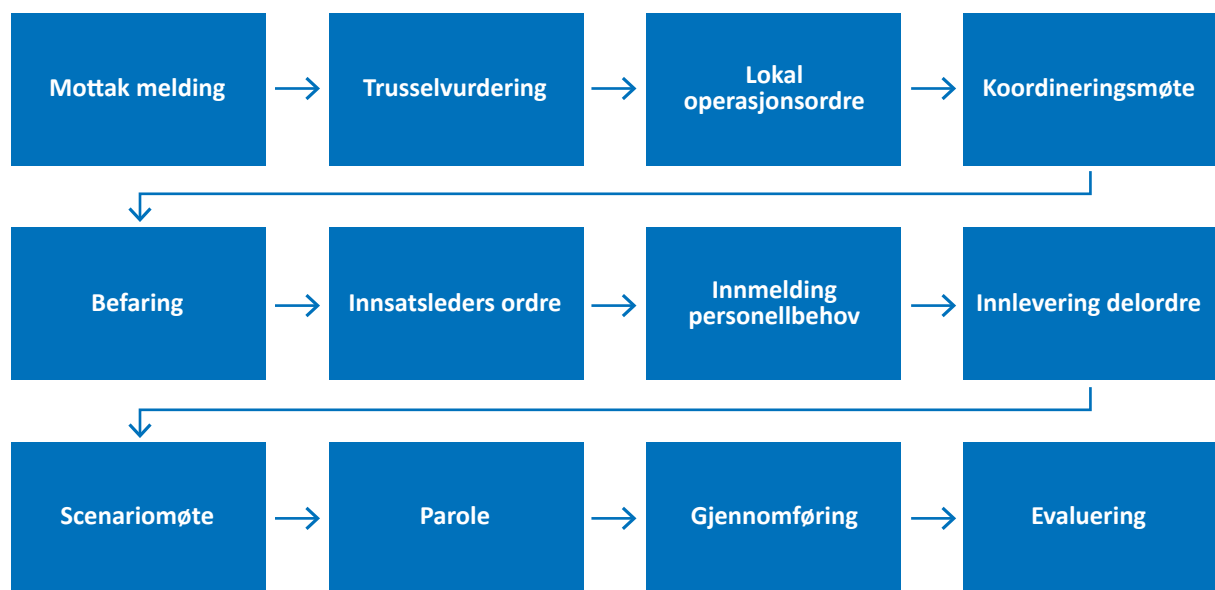 Mottak melding
Trusselvurdering
Lokal
operasjonsordre
Koordineringsmøte
Befaring
Innsatsleders ordre
Innmelding
personellbehov
Innlevering delordre
Scenariomøte
Parole
Gjennomføring
Evaluering